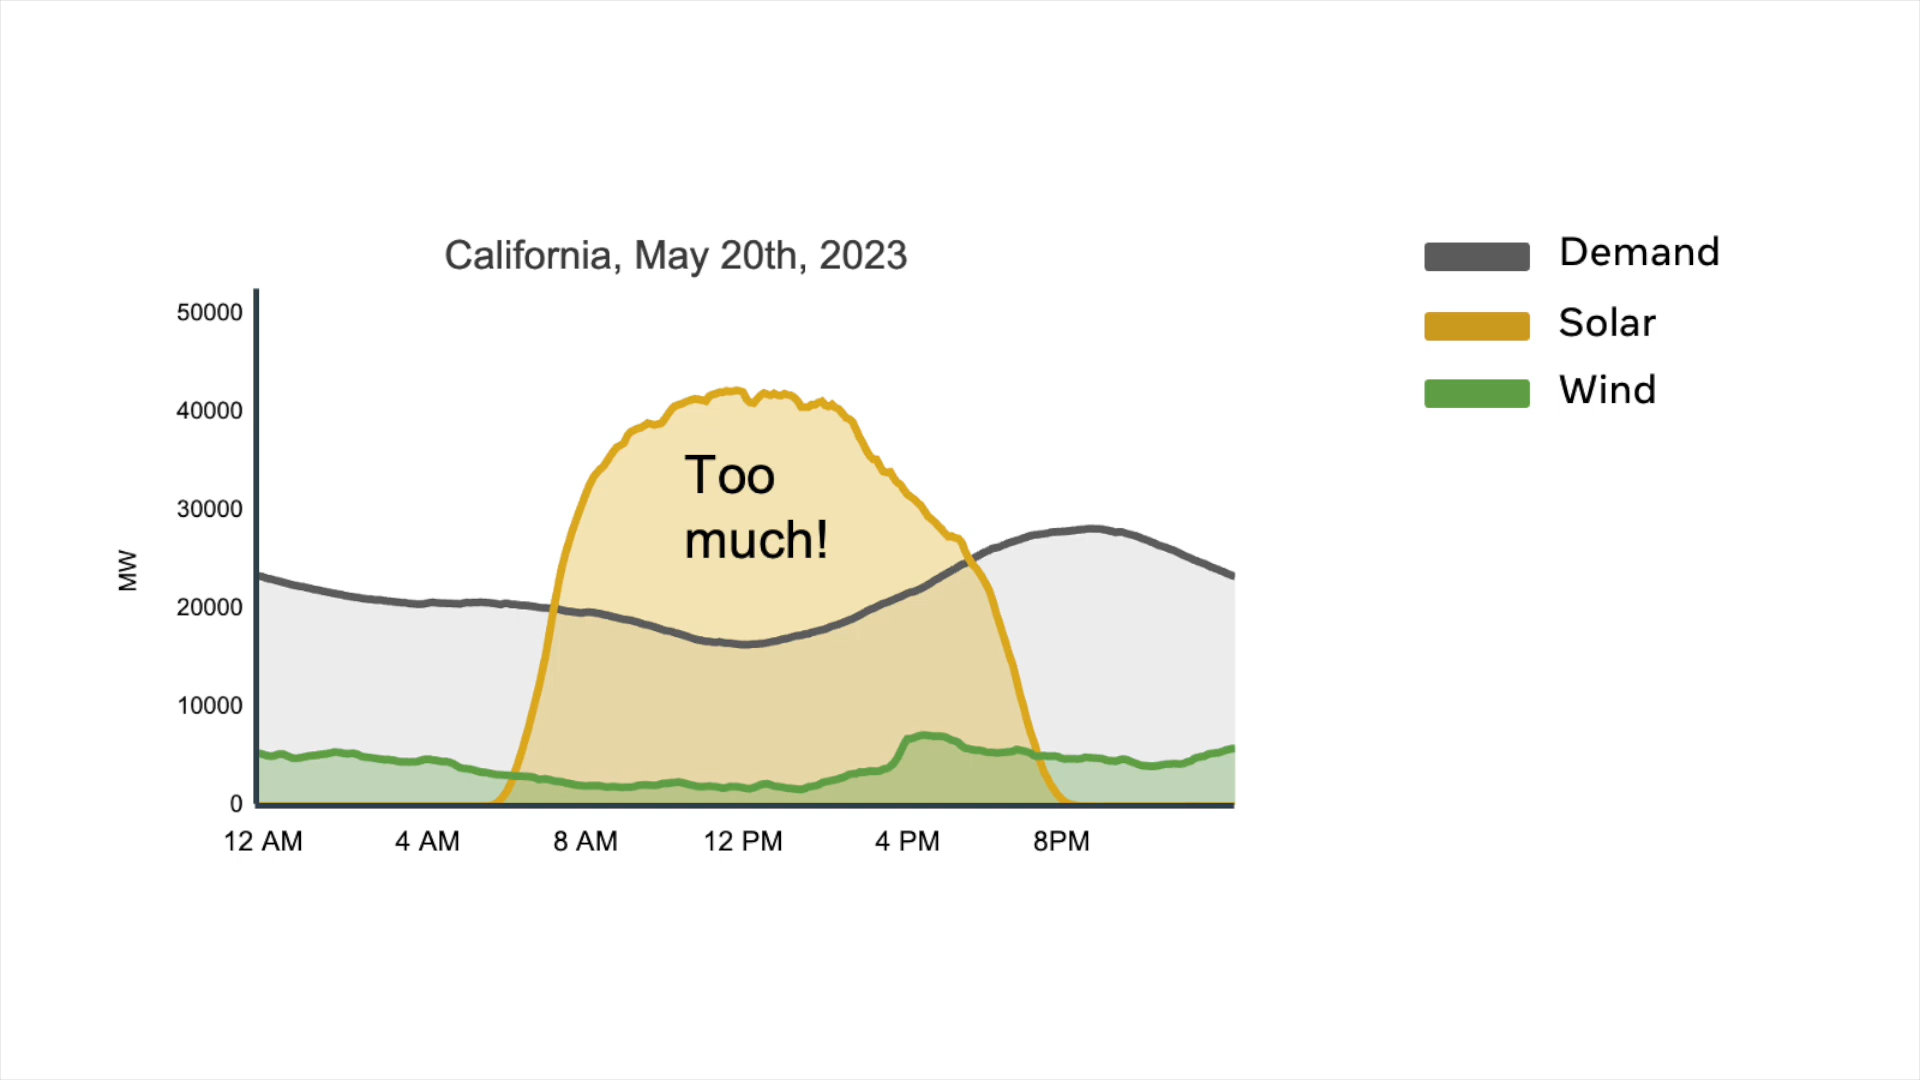 California, May 20th, 2023
Demand
Solar
Wind
50000
40000
30000
20000
10000
0
MW
Too
much!
12 AM
4 AM
8 AM
12 PM
4 PM
8PM